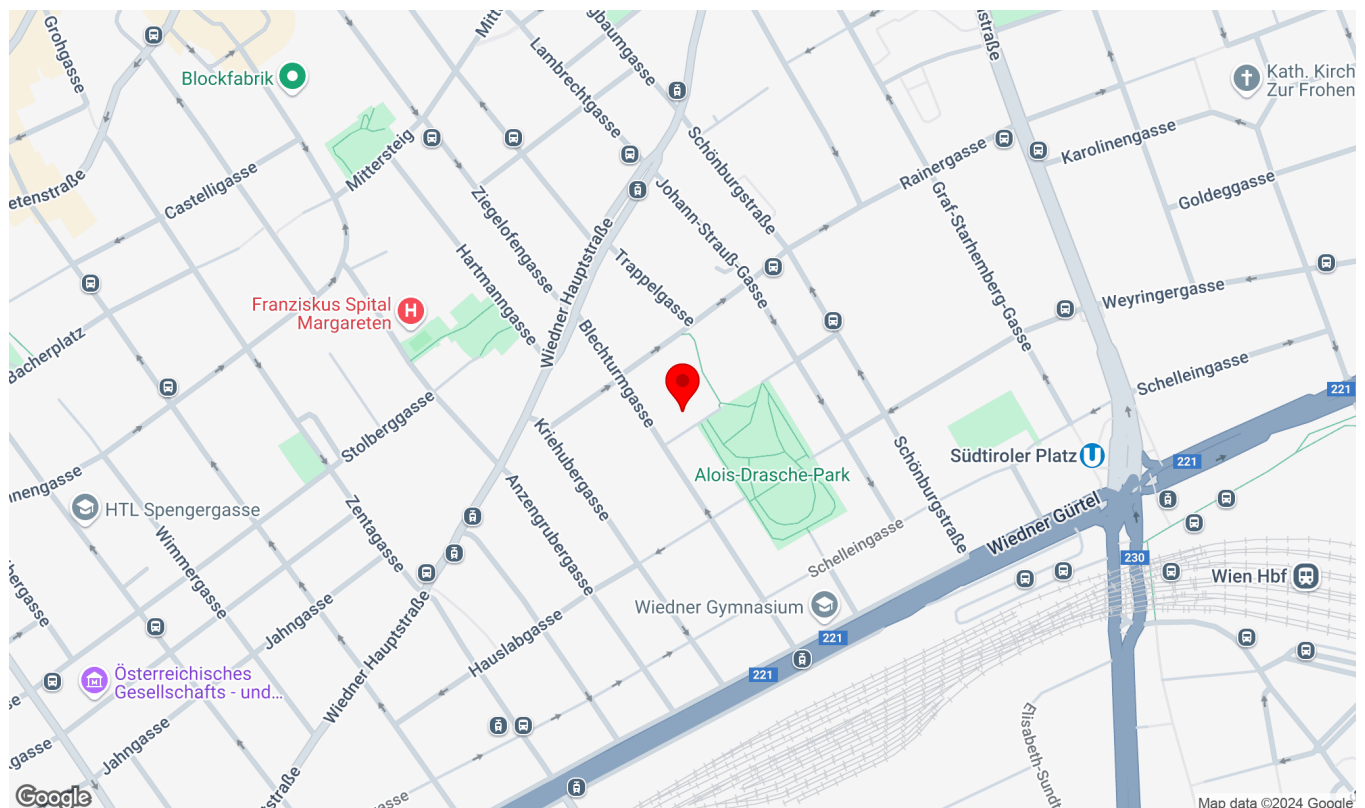 Grohgasse
Blockfabrik
Lambrechtgasse
Kath. Kirch
Zur Frohen
Karolinengasse
Mittersteig
Castelligasse
Schönburgstraße
Rainergasse
Goldeggasse
Ziegelofengasse
Johann-Strauß-Gasse
Graf-Starhemberg-Gasse
Hartmanngasse
Wiedner Hauptstraße
Trappelgasse
Weyringergasse
Franziskus Spital
Margareten
Bacherplatz
Blechturmgasse
Schelleingasse
221
Stolberggasse
Kriehubergasse
Alois-Drasche-Park
Schönburgstraße
Südtiroler Platz
221
HTL Spengergasse
Zentagasse
Anzengrubergasse
Wiedner Gürtel
Wimmergasse
Schelleingasse
230
Wien Hbf
Wiedner Gymnasium
Jahngasse
Hauslabgasse
221
Wiedner Hauptstraße
Österreichisches
Gesellschafts - und...
221
Jahngasse
Elisabeth-Sundt
Google
Map data ©2024 Google